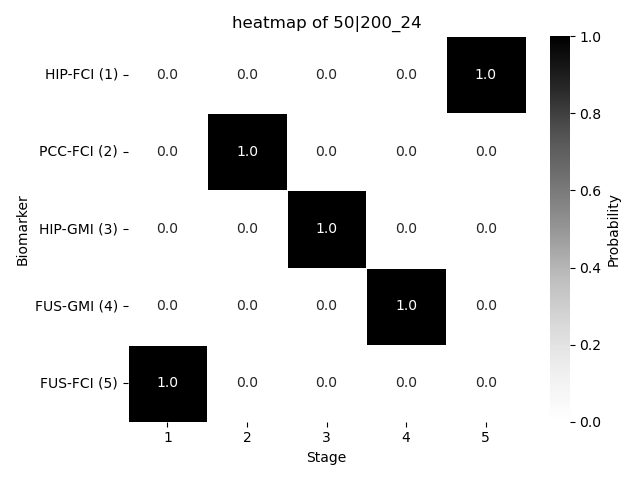 heatmap of 50|200_24
HIP-FCI (1)
0.0 0.0 0.0 0.0 1.0
PCC-FCI (2)
0.0 1.0 0.0 0.0 0.0
HIP-GMI (3)
0.0 0.0 1.0 0.0 0.0
FUS-GMI (4)
0.0 0.0 0.0 1.0 0.0
FUS-FCI (5)
1.0 0.0 0.0 0.0 0.0
1 2 3 4 5
Stage
Biomarker
1.0
0.8
0.6
0.4
0.2
0.0
Probability